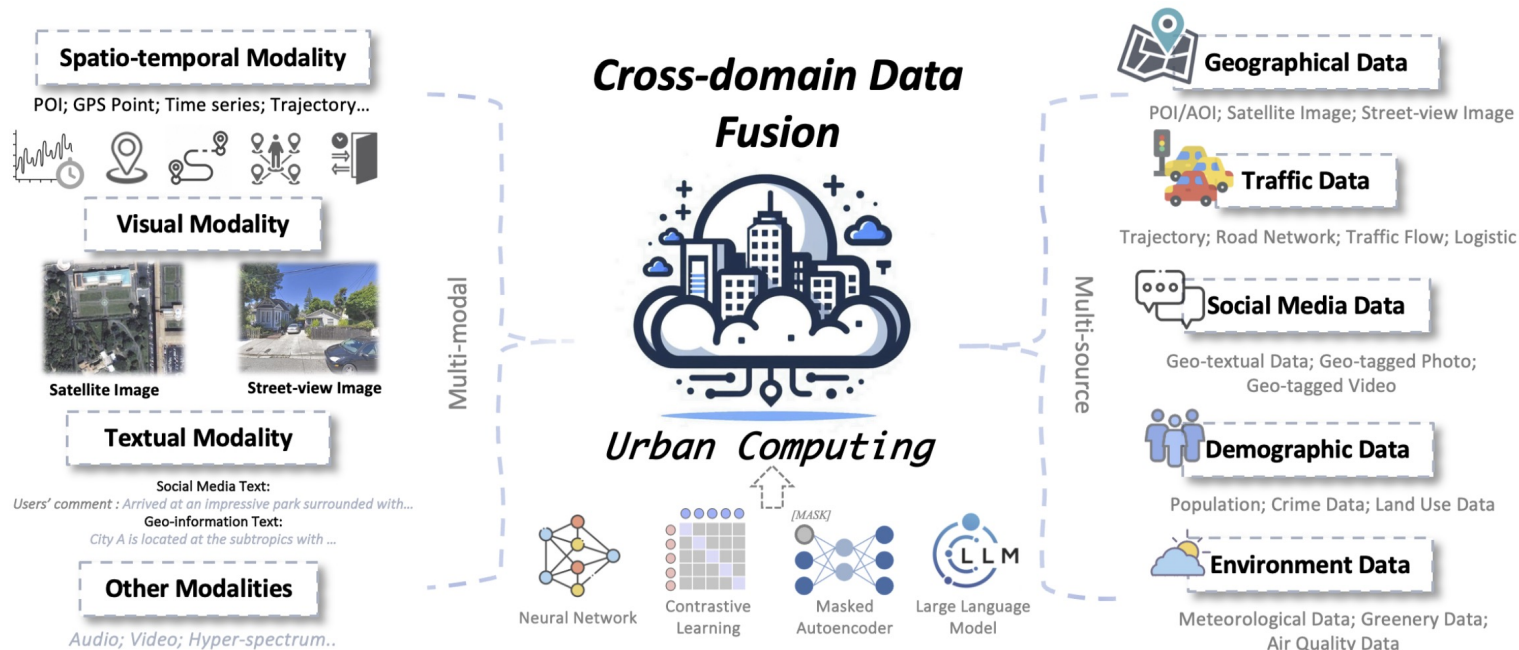 Spatio-temporal Modality
POI; GPS Point; Time series; Trajectory...
Visual Modality
Satellite Image
Street-view Image
Textual Modality
Social Media Text:
Users' comment : Arrived at an impressive park surrounded with...
Geo-information Text:
City A is located at the subtropics with ...
Other Modalities
Audio; Video; Hyper-spectrum..
Multi-modal
Cross-domain Data
Fusion
Urban Computing
Neural Network
Contrastive
Learning
[MASK]
Masked
Autoencoder
LLM
Large Language
Model
Multi-source
Geographical Data
POI/AOI; Satellite Image; Street-view Image
Traffic Data
Trajectory; Road Network; Traffic Flow; Logistic
Social Media Data
Geo-textual Data; Geo-tagged Photo;
Geo-tagged Video
Demographic Data
Population; Crime Data; Land Use Data
Environment Data
Meteorological Data; Greenery Data;
Air Quality Data